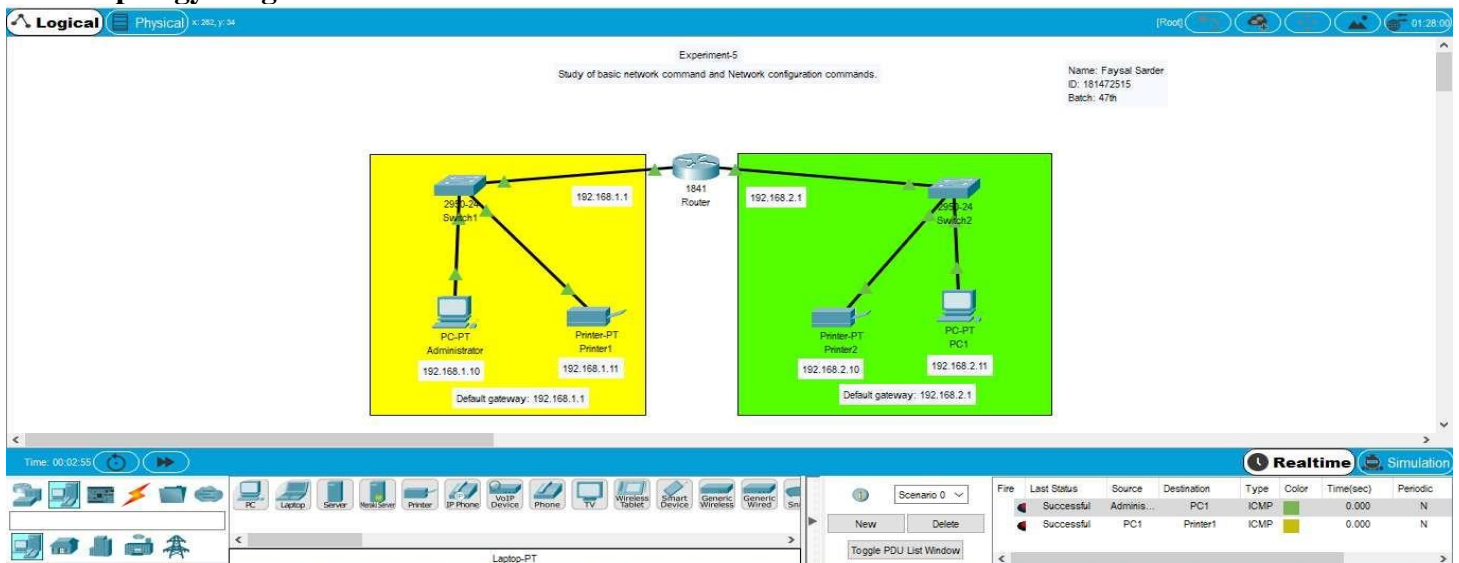 Logical
Physical
x: 262, y: 34
[Root]
01:28:00
Experiment-5
Study of basic network command and Network configuration commands.
Name: Faysal Sarder
ID: 181472515
Batch: 47th
192.168.1.1
1841
Router
192.168.2.1
2950-24
Switch1
2950-24
Switch2
PC-PT
Administrator
192.168.1.10
Printer-PT
Printer1
192.168.1.11
Default gateway: 192.168.1.1
Printer-PT
Printer2
192.168.2.10
PC-PT
PC1
192.168.2.11
Default gateway: 192.168.2.1
Time: 00:02:55
Realtime
Simulation
PC
Laptop
Server
Meraki Server
Printer
IP Phone
VoIP
Device
Phone
TV
Wireless
Tablet
Smart
Device
Generic
Wireless
Generic
Wired
Laptop-PT
Scenario 0
New
Delete
Toggle PDU List Window
Fire Last Status Source Destination Type Color Time(sec) Periodic
Successful Adminis... PC1 ICMP 0.000 N
Successful PC1 Printer1 ICMP 0.000 N